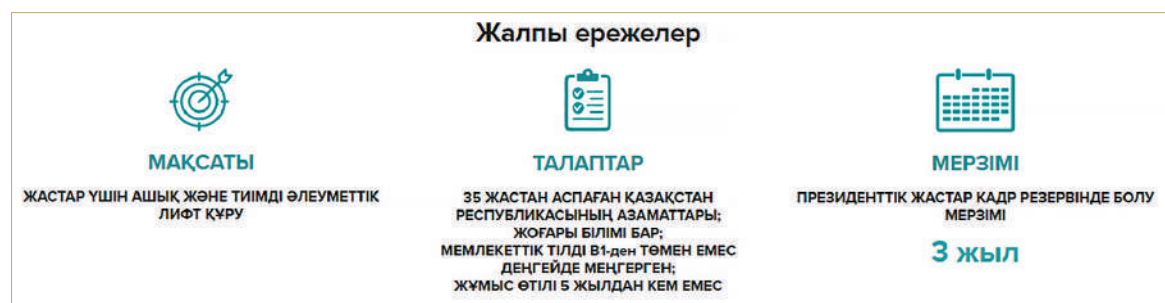 Жалпы ережелер
МАҚСАТЫ
ЖАСТАР ҮШІН АШЫҚ ЖӘНЕ ТИІМДІ ӘЛЕУМЕТТІК
ЛИФТ ҚҰРУ
ТАЛАПТАР
35 ЖАСТАН АСПАҒАН ҚАЗАҚСТАН
РЕСПУБЛИКАСЫНЫҢ АЗАМАТТАРЫ;
ЖОҒАРЫ БІЛІМІ БАР;
МЕМЛЕКЕТТІК ТІЛДІ В1-ден ТӨМЕН ЕМЕС
ДЕҢГЕЙДЕ МЕҢГЕРГЕН;
ЖҰМЫС ӨТІЛІ 5 ЖЫЛДАН КЕМ ЕМЕС
МЕРЗІМІ
ПРЕЗИДЕНТТІК ЖАСТАР КАДР РЕЗЕРВІНДЕ БОЛУ
МЕРЗІМІ
3 жыл